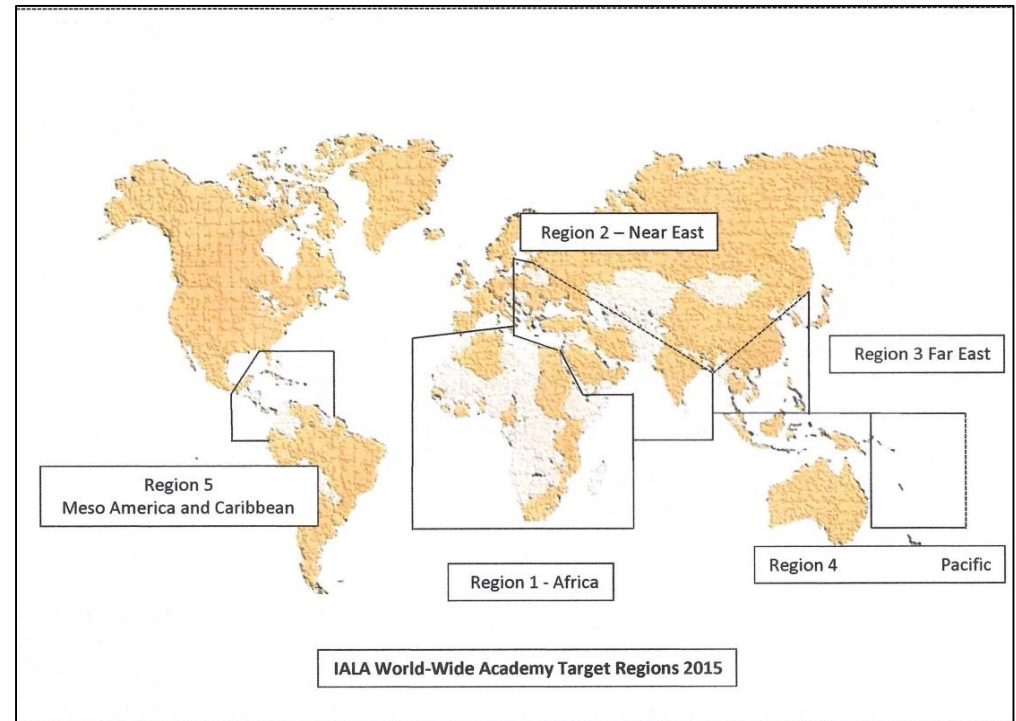 Region 2 – Near East
Region 3 Far East
Region 5
Meso America and Caribbean
Region 4 Pacific
Region 1 - Africa
IALA World-Wide Academy Target Regions 2015